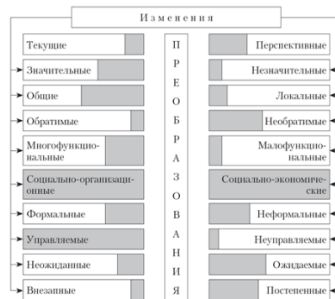 Изменения
Текущие
Значительные
Общие
Обратимые
Многофункцио-
нальные
Социально-организаци-
онные
Формальные
Управляемые
Неожиданные
Внезапные
ПРЕОБРАЗОВАНИЯ
Перспективные
Незначительные
Локальные
Необратимые
Малофункцио-
нальные
Социально-экономиче-
ские
Неформальные
Неуправляемые
Ожидаемые
Постепенные